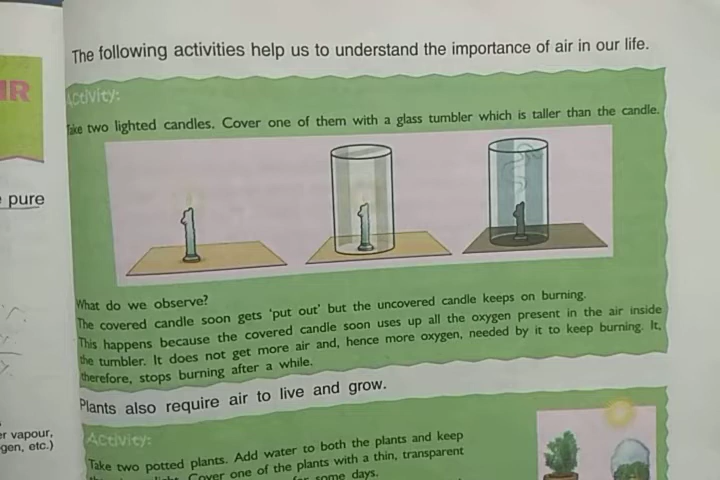 IR
pure
er vapour,
gen, etc.)
The following activities help us to understand the importance of air in our life.
Activity:
Take two lighted candles. Cover one of them with a glass tumbler which is taller than the candle.
What do we observe?
The covered candle soon gets 'put out' but the uncovered candle keeps on burning.
This happens because the covered candle soon uses up all the oxygen present in the air inside
the tumbler. It does not get more air and, hence more oxygen, needed by it to keep burning. It,
therefore, stops burning after a while.
Plants also require air to live and grow.
Activity:
Take two potted plants. Add water to both the plants and keep
light. Cover one of the plants with a thin, transparent
some days.